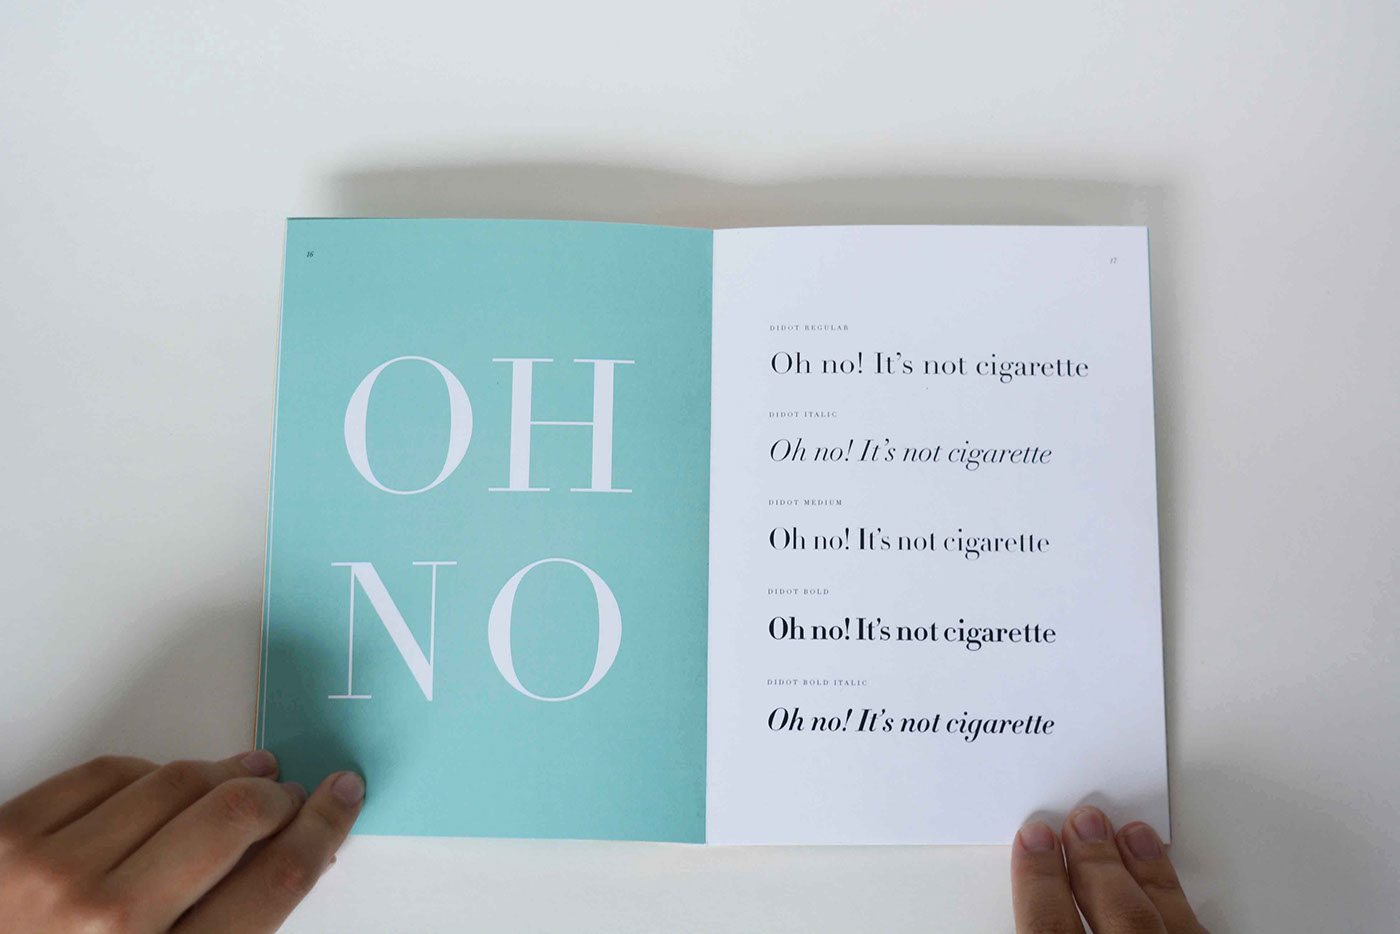 16
OH
NO
17
DIDOT REGULAR
Oh no! It’s not cigarette
DIDOT ITALIC
Oh no! It’s not cigarette
DIDOT MEDIUM
Oh no! It’s not cigarette
DIDOT BOLD
Oh no! It’s not cigarette
DIDOT BOLD ITALIC
Oh no! It’s not cigarette